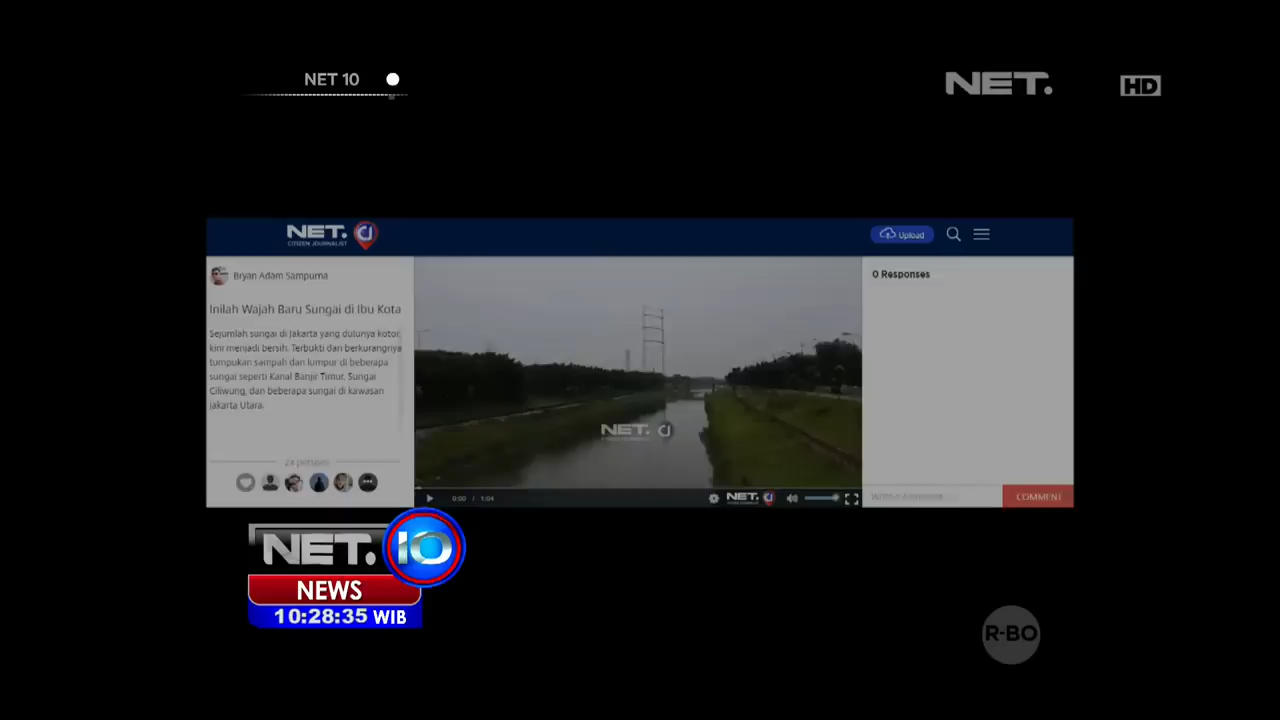 NET 10
NET.
HD
NET.
CITIZEN JOURNALIST
Upload
Bryan Adam Sampurna
Inilah Wajah Baru Sungai di Ibu Kota
Sejumlah sungai di Jakarta yang dulunya kotor,
kini menjadi bersih. Terbukti dari berkurangnya
tumpukan sampah dan lumpur di beberapa
sungai seperti Kanal Banjir Timur, Sungai
Ciliwung, dan beberapa sungai di kawasan
Jakarta Utara.
0 Responses
NET. CJ
0:00 / 1:04
NET. CJ
COMMENT
NET. 10
NEWS
10:28:35 WIB
R-BO